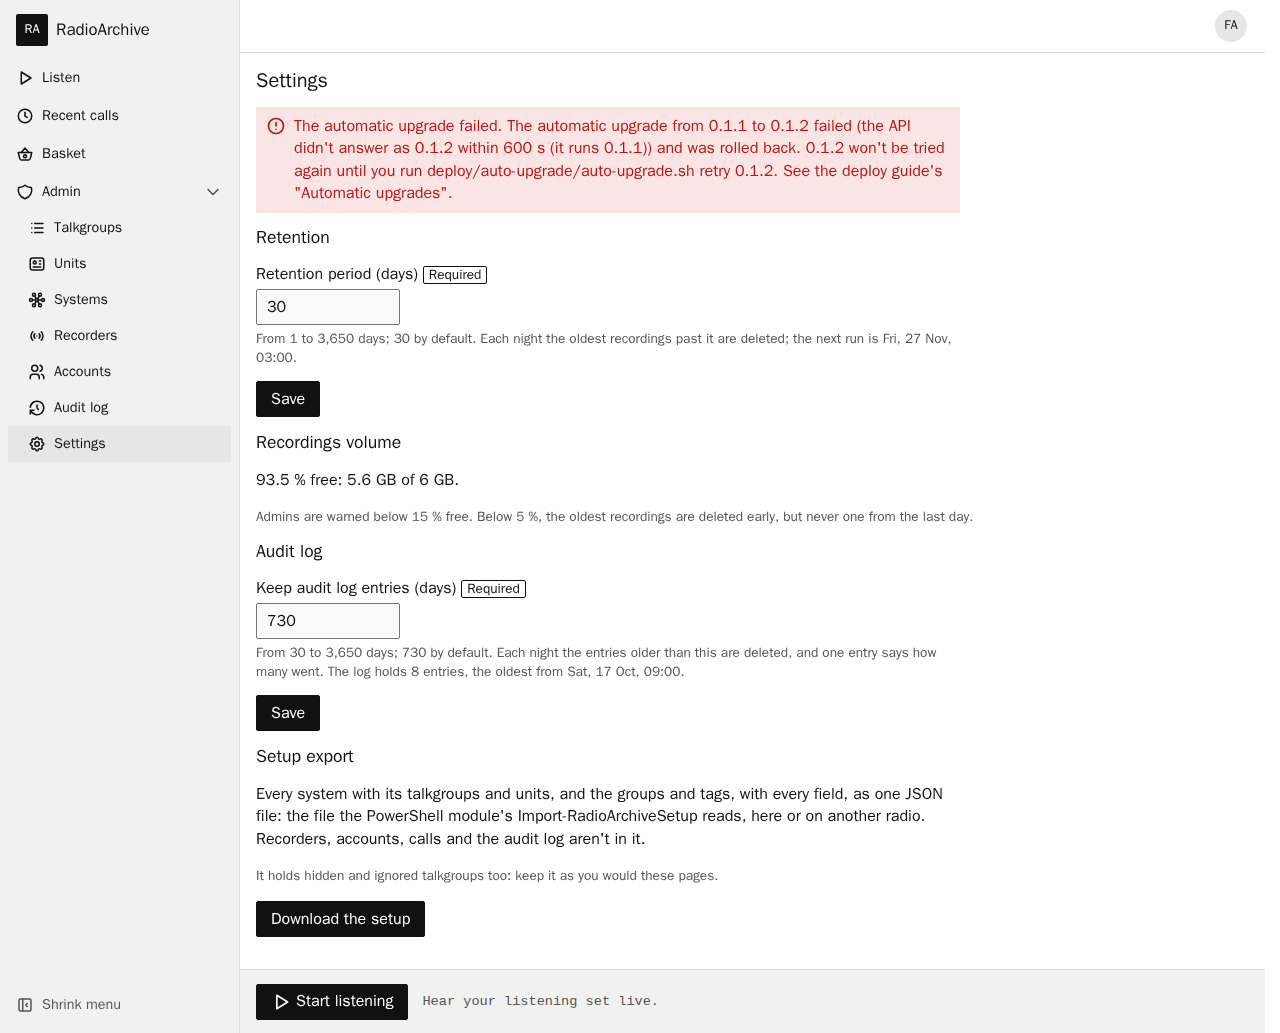 RA RadioArchive
FA
Listen
Recent calls
Basket
Admin
Talkgroups
Units
Systems
Recorders
Accounts
Audit log
Settings
Shrink menu
Settings
The automatic upgrade failed. The automatic upgrade from 0.1.1 to 0.1.2 failed (the API
didn't answer as 0.1.2 within 600 s (it runs 0.1.1)) and was rolled back. 0.1.2 won't be tried
again until you run deploy/auto-upgrade/auto-upgrade.sh retry 0.1.2. See the deploy guide's
"Automatic upgrades".
Retention
Retention period (days) Required
30
From 1 to 3,650 days; 30 by default. Each night the oldest recordings past it are deleted; the next run is Fri, 27 Nov,
03:00.
Save
Recordings volume
93.5 % free: 5.6 GB of 6 GB.
Admins are warned below 15 % free. Below 5 %, the oldest recordings are deleted early, but never one from the last day.
Audit log
Keep audit log entries (days) Required
730
From 30 to 3,650 days; 730 by default. Each night the entries older than this are deleted, and one entry says how
many went. The log holds 8 entries, the oldest from Sat, 17 Oct, 09:00.
Save
Setup export
Every system with its talkgroups and units, and the groups and tags, with every field, as one JSON
file: the file the PowerShell module's Import-RadioArchiveSetup reads, here or on another radio.
Recorders, accounts, calls and the audit log aren't in it.
It holds hidden and ignored talkgroups too: keep it as you would these pages.
Download the setup
Start listening
Hear your listening set live.